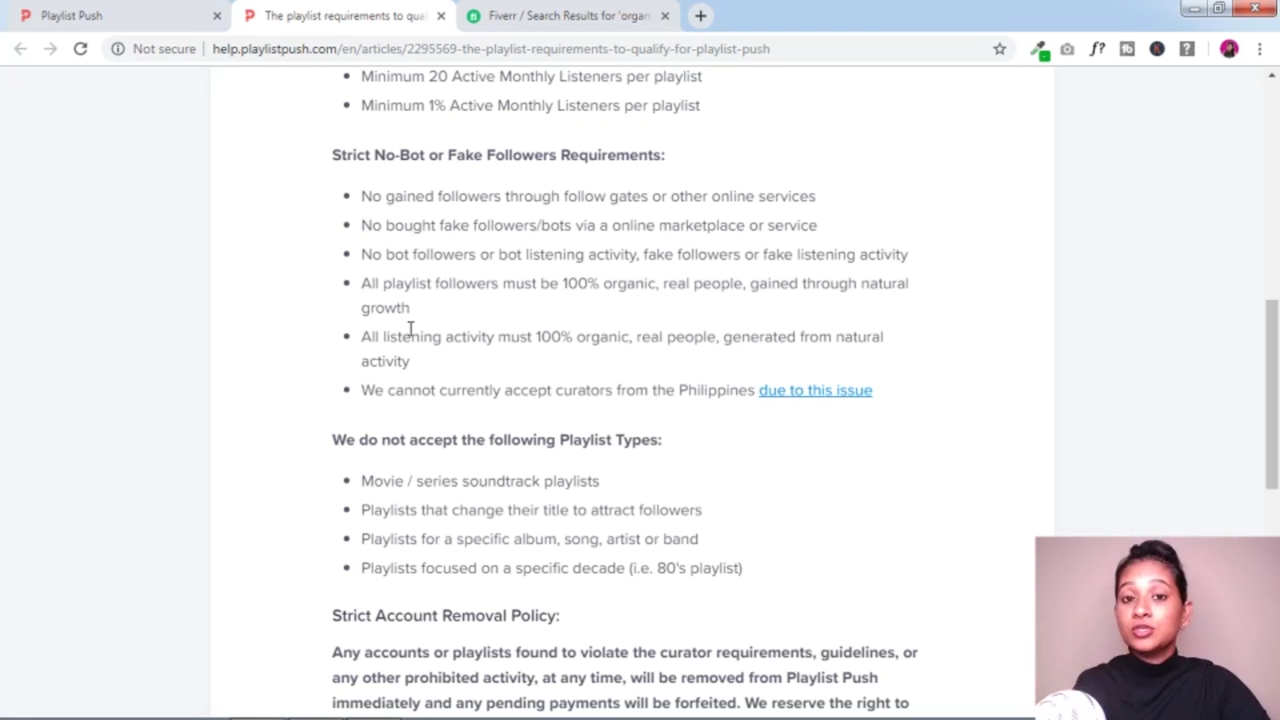 Playlist Push
The playlist requirements to qual
Fiverr / Search Results for 'organ
Not secure
help.playlistpush.com/en/articles/2295569-the-playlist-requirements-to-qualify-for-playlist-push
Minimum 20 Active Monthly Listeners per playlist
Minimum 1% Active Monthly Listeners per playlist
Strict No-Bot or Fake Followers Requirements:
No gained followers through follow gates or other online services
No bought fake followers/bots via a online marketplace or service
No bot followers or bot listening activity, fake followers or fake listening activity
All playlist followers must be 100% organic, real people, gained through natural
growth
All listening activity must 100% organic, real people, generated from natural
activity
We cannot currently accept curators from the Philippines due to this issue
We do not accept the following Playlist Types:
Movie / series soundtrack playlists
Playlists that change their title to attract followers
Playlists for a specific album, song, artist or band
Playlists focused on a specific decade (i.e. 80's playlist)
Strict Account Removal Policy:
Any accounts or playlists found to violate the curator requirements, guidelines, or
any other prohibited activity, at any time, will be removed from Playlist Push
immediately and any pending payments will be forfeited. We reserve the right to